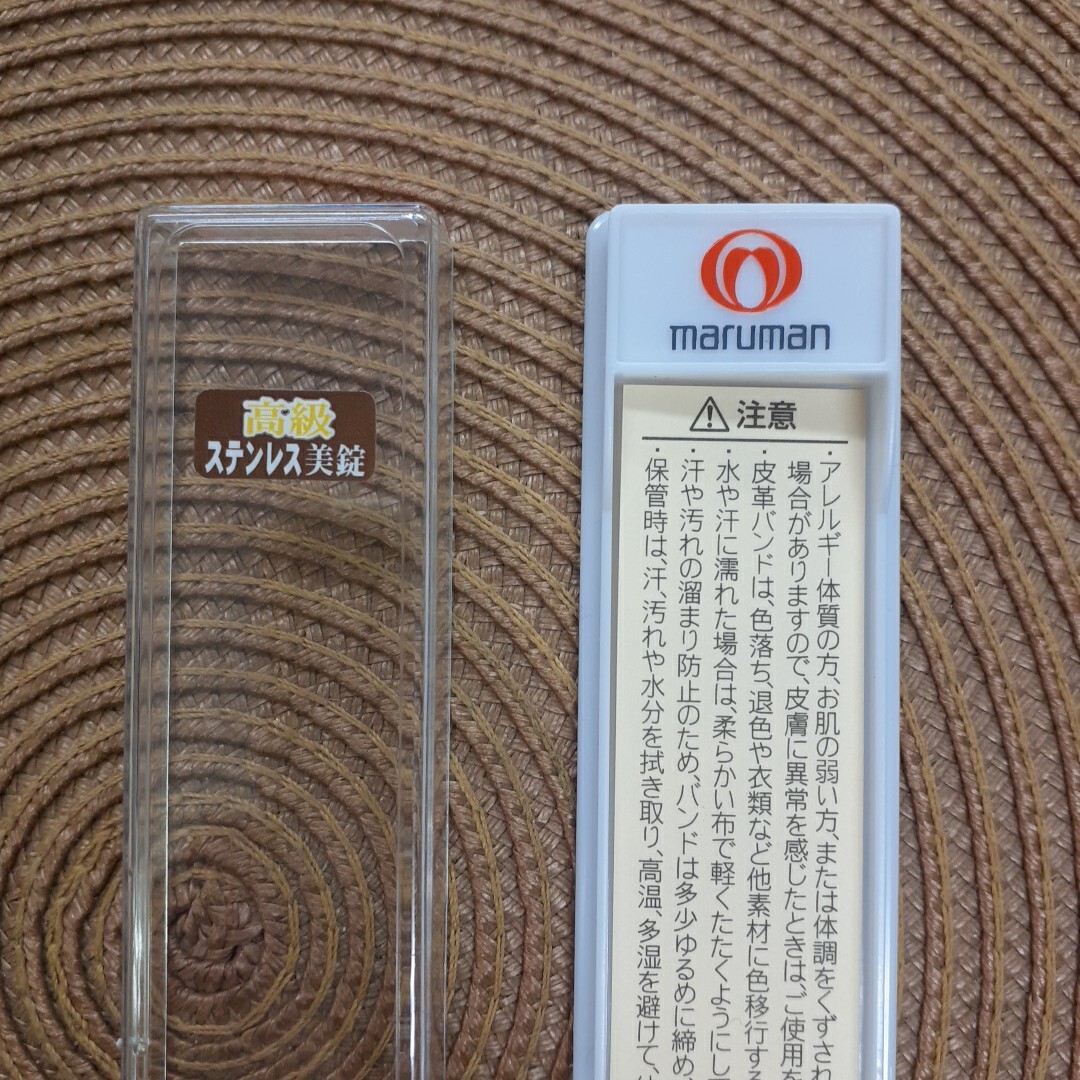 高級
ステンレス美錠
maruman
注意
・アレルギー体質の方、お肌の弱い方、または体調をくずされ
場合がありますので、皮膚に異常を感じたときは、ご使用を
・皮革バンドは、色落ち、退色や衣類など他素材に色移行する
・水や汗に濡れた場合は、柔らかい布で軽くたたくようにして
・汗や汚れの溜まり防止のため、バンドは多少ゆるめに締め、
・保管時は、汗、汚れや水分を拭き取り、高温、多湿を避けて、